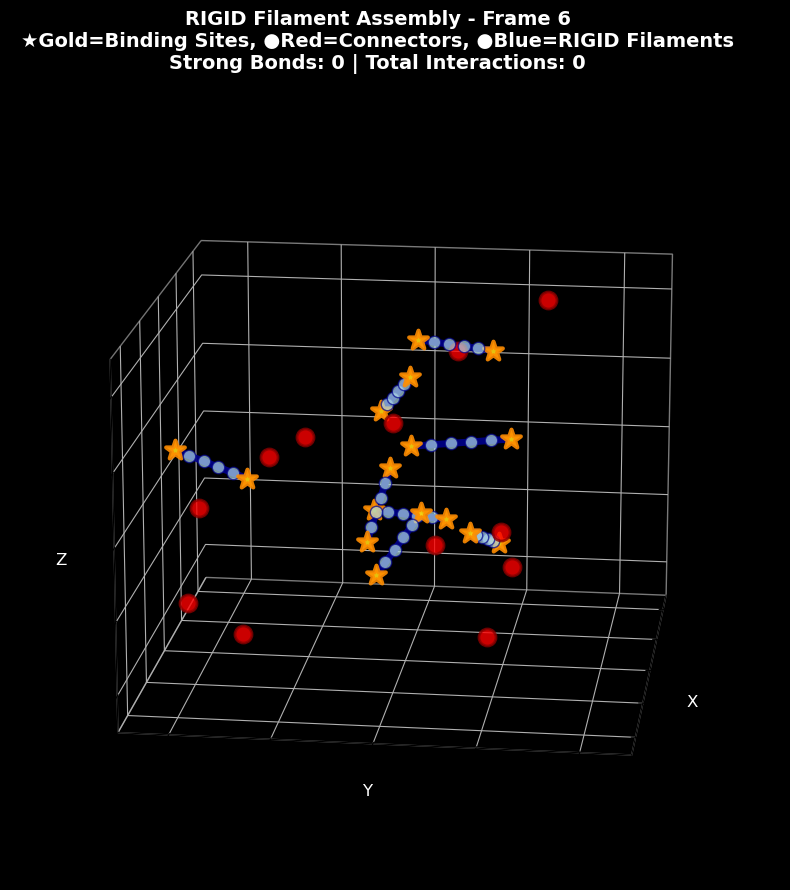 RIGID Filament Assembly - Frame 6
★Gold=Binding Sites, ●Red=Connectors, ●Blue=RIGID Filaments
Strong Bonds: 0 | Total Interactions: 0
Z
X
Y